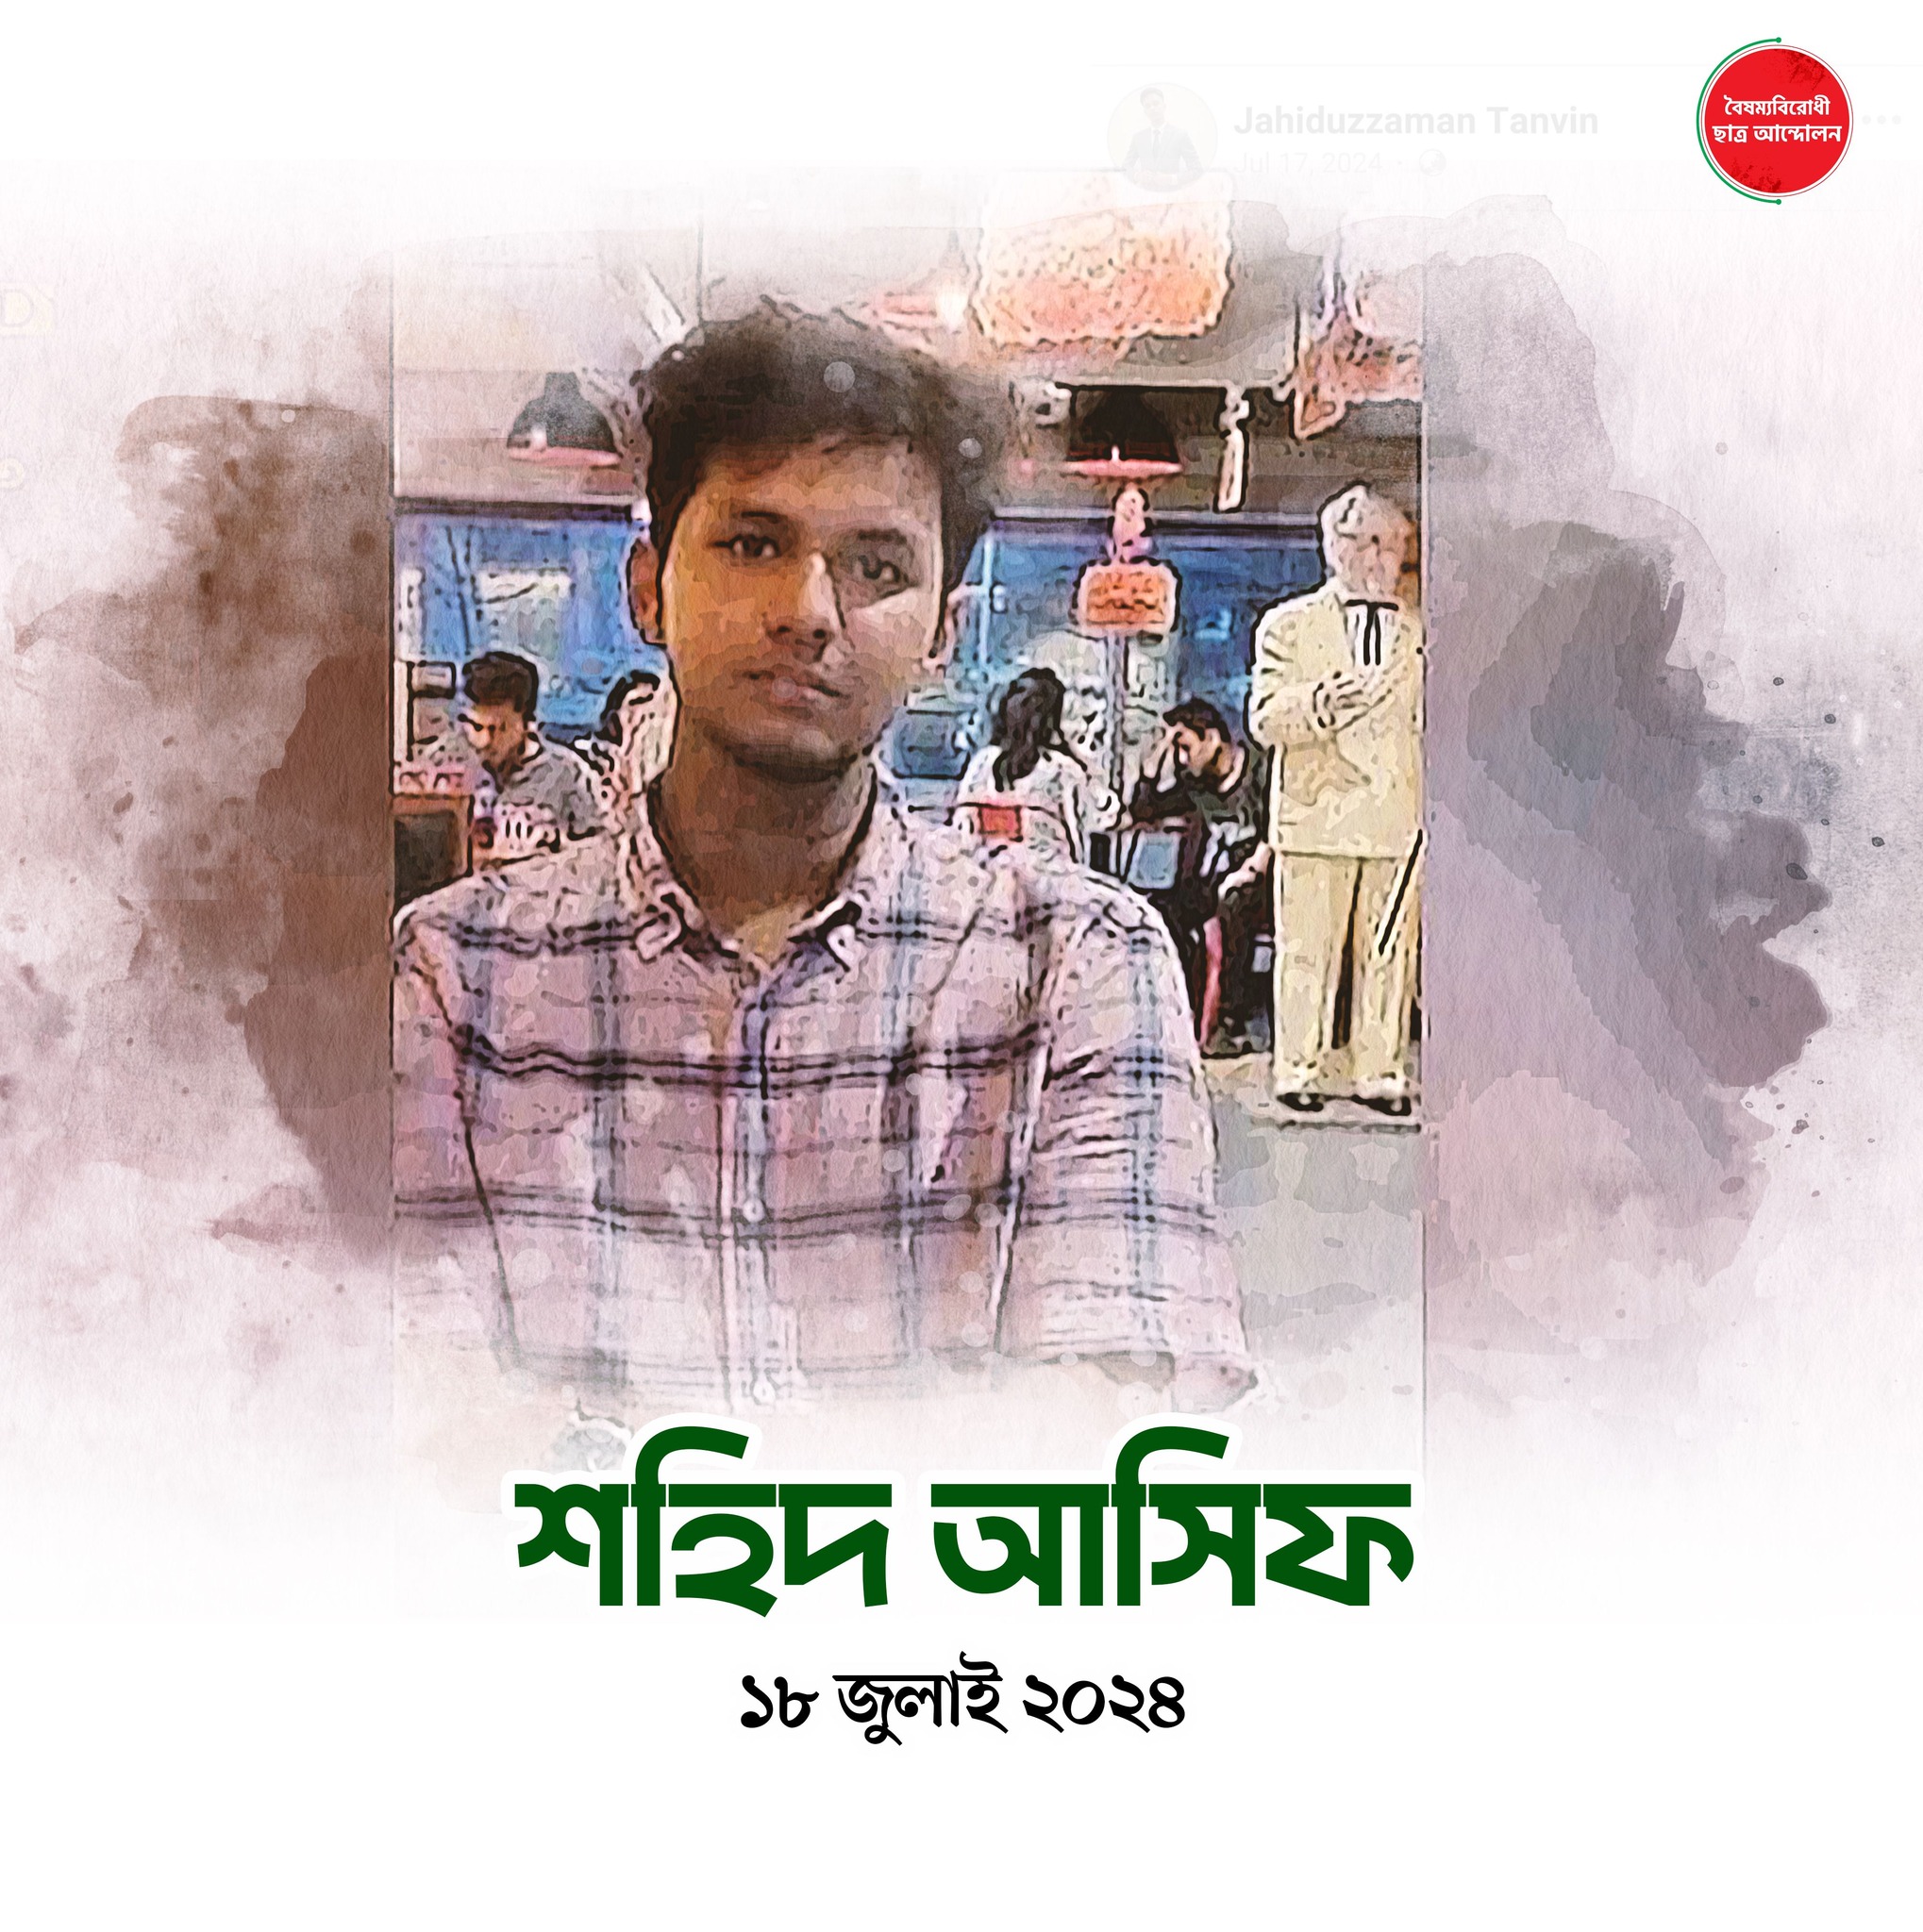 Jahiduzzaman Tanvin
Jul 17, 2024
বৈষম্যবিরোধী
ছাত্র আন্দোলন
শহিদ আসিফ
১৮ জুলাই ২০২৪